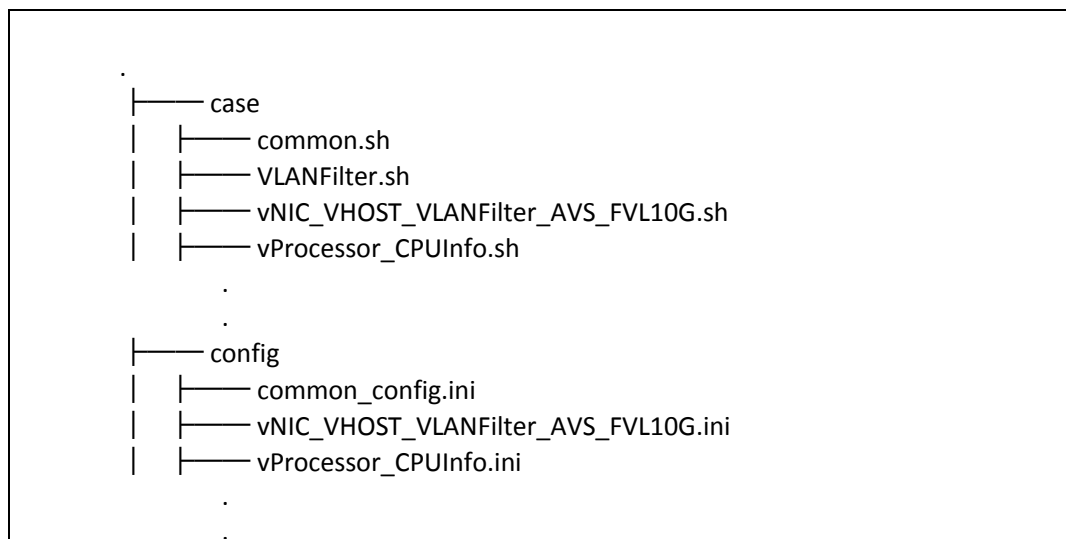 .
├── case
│ ├── common.sh
│ ├── VLANFilter.sh
│ ├── vNIC_VHOST_VLANFilter_AVS_FVL10G.sh
│ ├── vProcessor_CPUInfo.sh
.
.
├── config
│ ├── common_config.ini
│ ├── vNIC_VHOST_VLANFilter_AVS_FVL10G.ini
│ ├── vProcessor_CPUInfo.ini
.
.